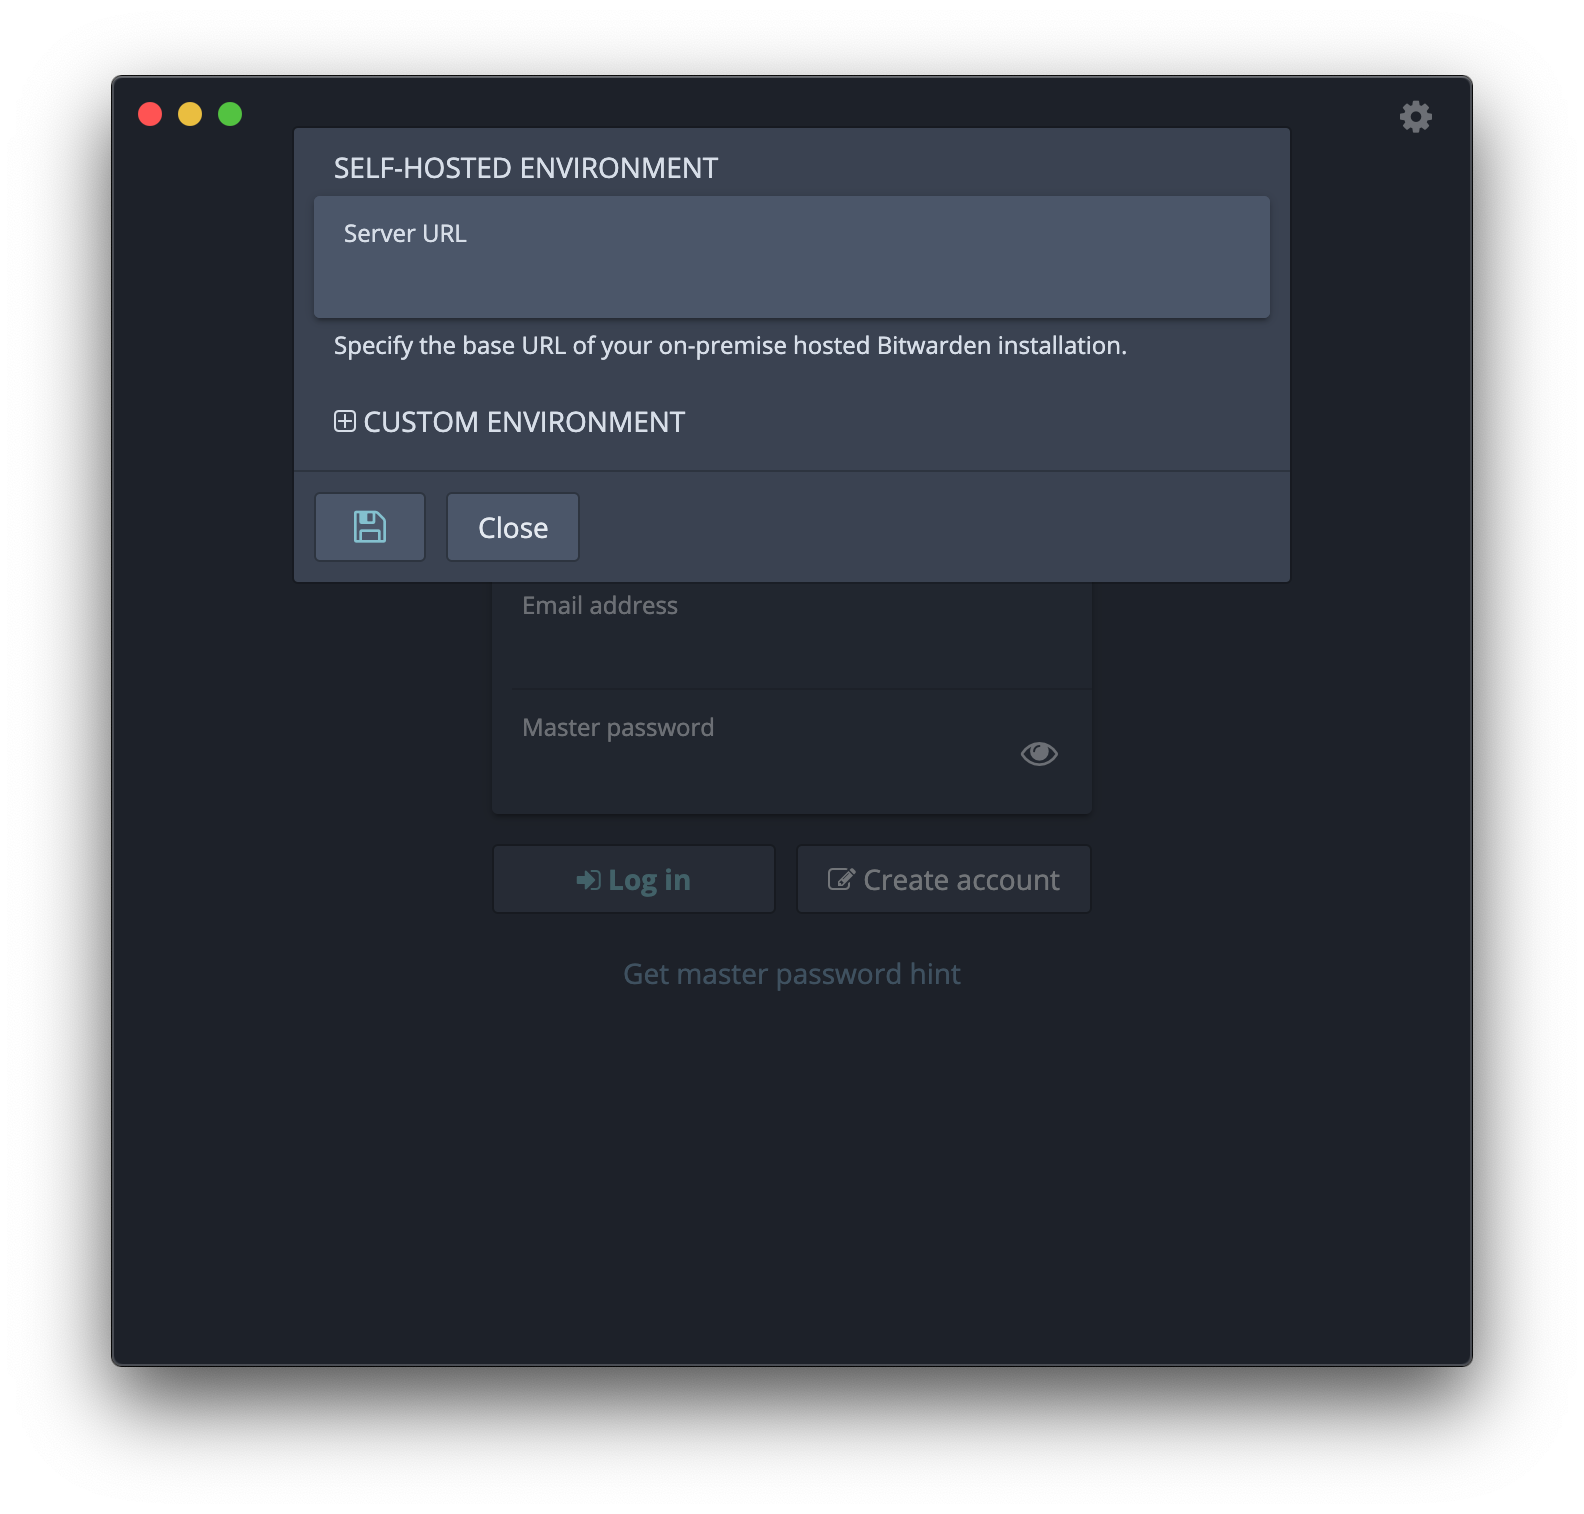 SELF-HOSTED ENVIRONMENT
Server URL
Specify the base URL of your on-premise hosted Bitwarden installation.
CUSTOM ENVIRONMENT
Close
Email address
Master password
Log in
Create account
Get master password hint